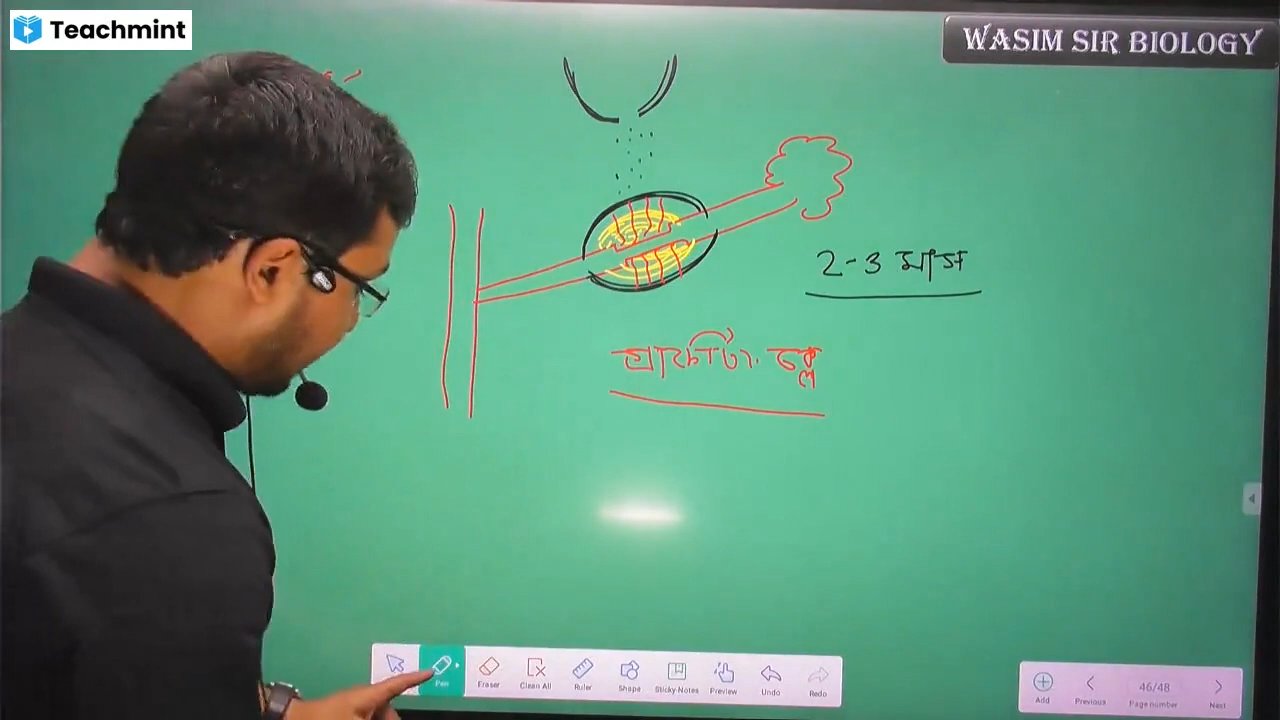 Teachmint
WASIM SIR BIOLOGY
2-3 মাস
Pen
Eraser
Clean All
Ruler
Shape
Sticky-Notes
Preview
Undo
Redo
Add
Previous
46/48
Page number
Next